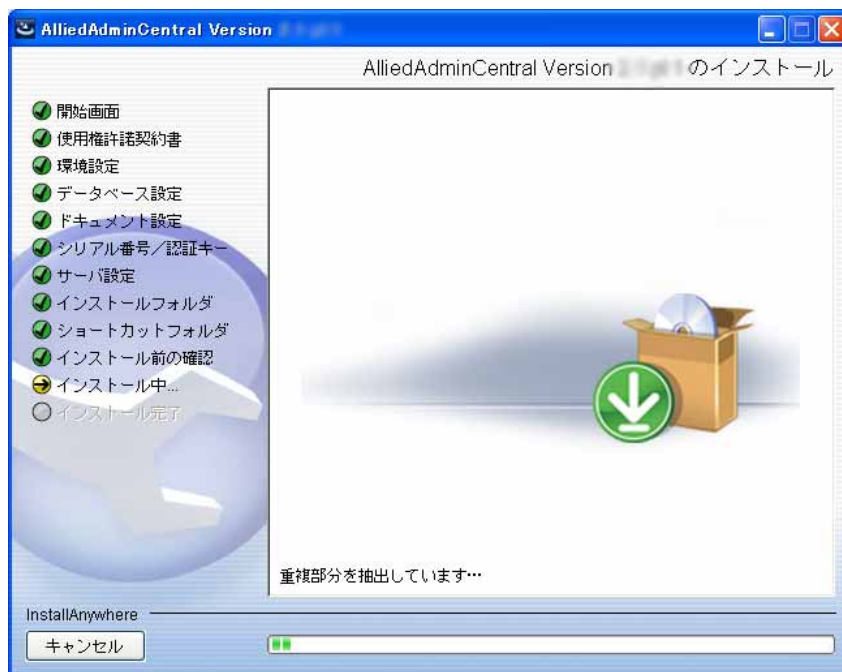 AlliedAdminCentral Version
AlliedAdminCentral Version のインストール
開始画面
使用権許諾契約書
環境設定
データベース設定
ドキュメント設定
シリアル番号／認証キー
サーバ設定
インストールフォルダ
ショートカットフォルダ
インストール前の確認
インストール中...
インストール完了
重複部分を抽出しています…
InstallAnywhere
キャンセル